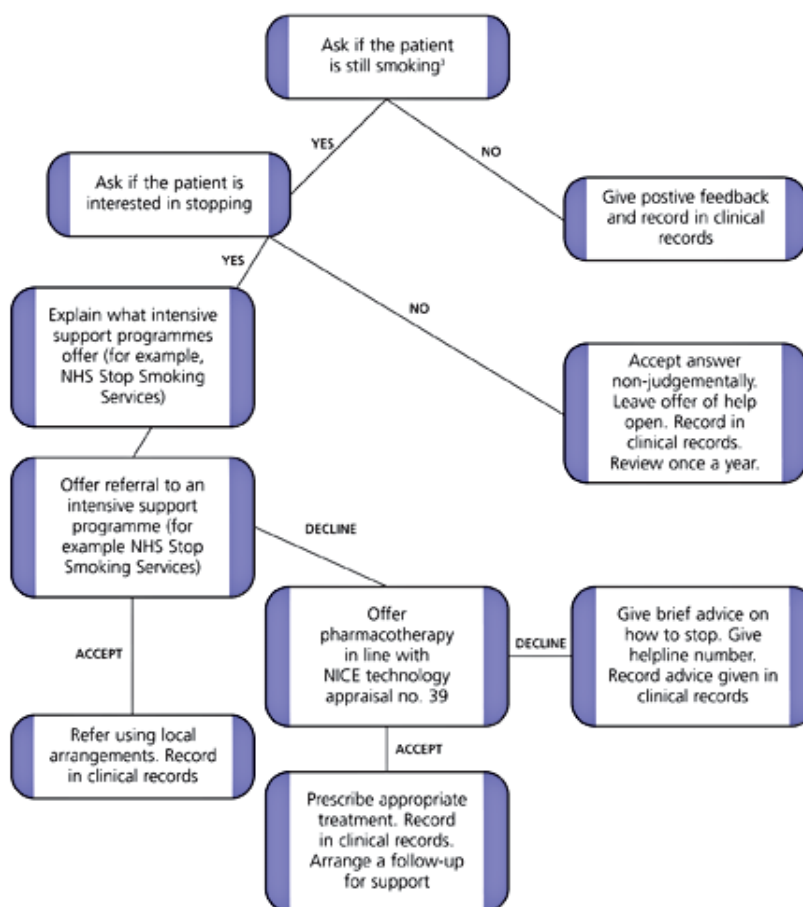 Ask if the patient
is still smoking³
YES
NO
Ask if the patient is
interested in stopping
Give postive feedback
and record in clinical
records
YES
NO
Explain what intensive
support programmes
offer (for example,
NHS Stop Smoking
Services)
Accept answer
non-judgementally.
Leave offer of help
open. Record in
clinical records.
Review once a year.
Offer referral to an
intensive support
programme (for
example NHS Stop
Smoking Services)
DECLINE
ACCEPT
Offer
pharmacotherapy
in line with
NICE technology
appraisal no. 39
DECLINE
Give brief advice on
how to stop. Give
helpline number.
Record advice given in
clinical records
Refer using local
arrangements. Record
in clinical records
ACCEPT
Prescribe appropriate
treatment. Record
in clinical records.
Arrange a follow-up
for support